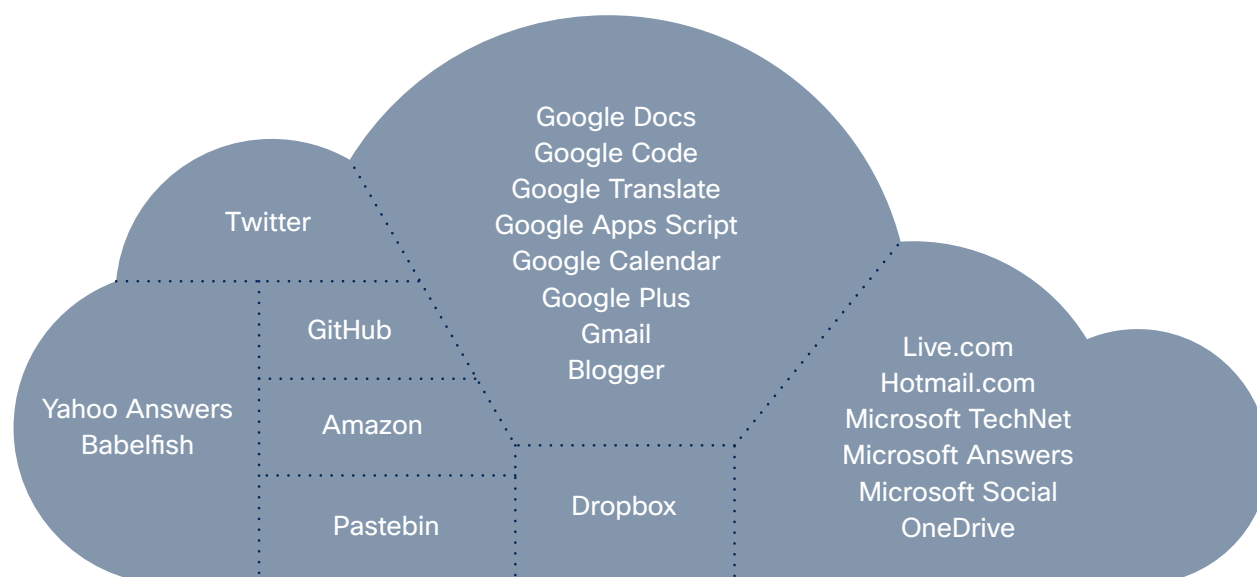 Google Docs
Google Code
Google Translate
Google Apps Script
Google Calendar
Google Plus
Gmail
Blogger
Twitter
GitHub
Yahoo Answers
Babelfish
Amazon
Pastebin
Dropbox
Live.com
Hotmail.com
Microsoft TechNet
Microsoft Answers
Microsoft Social
OneDrive